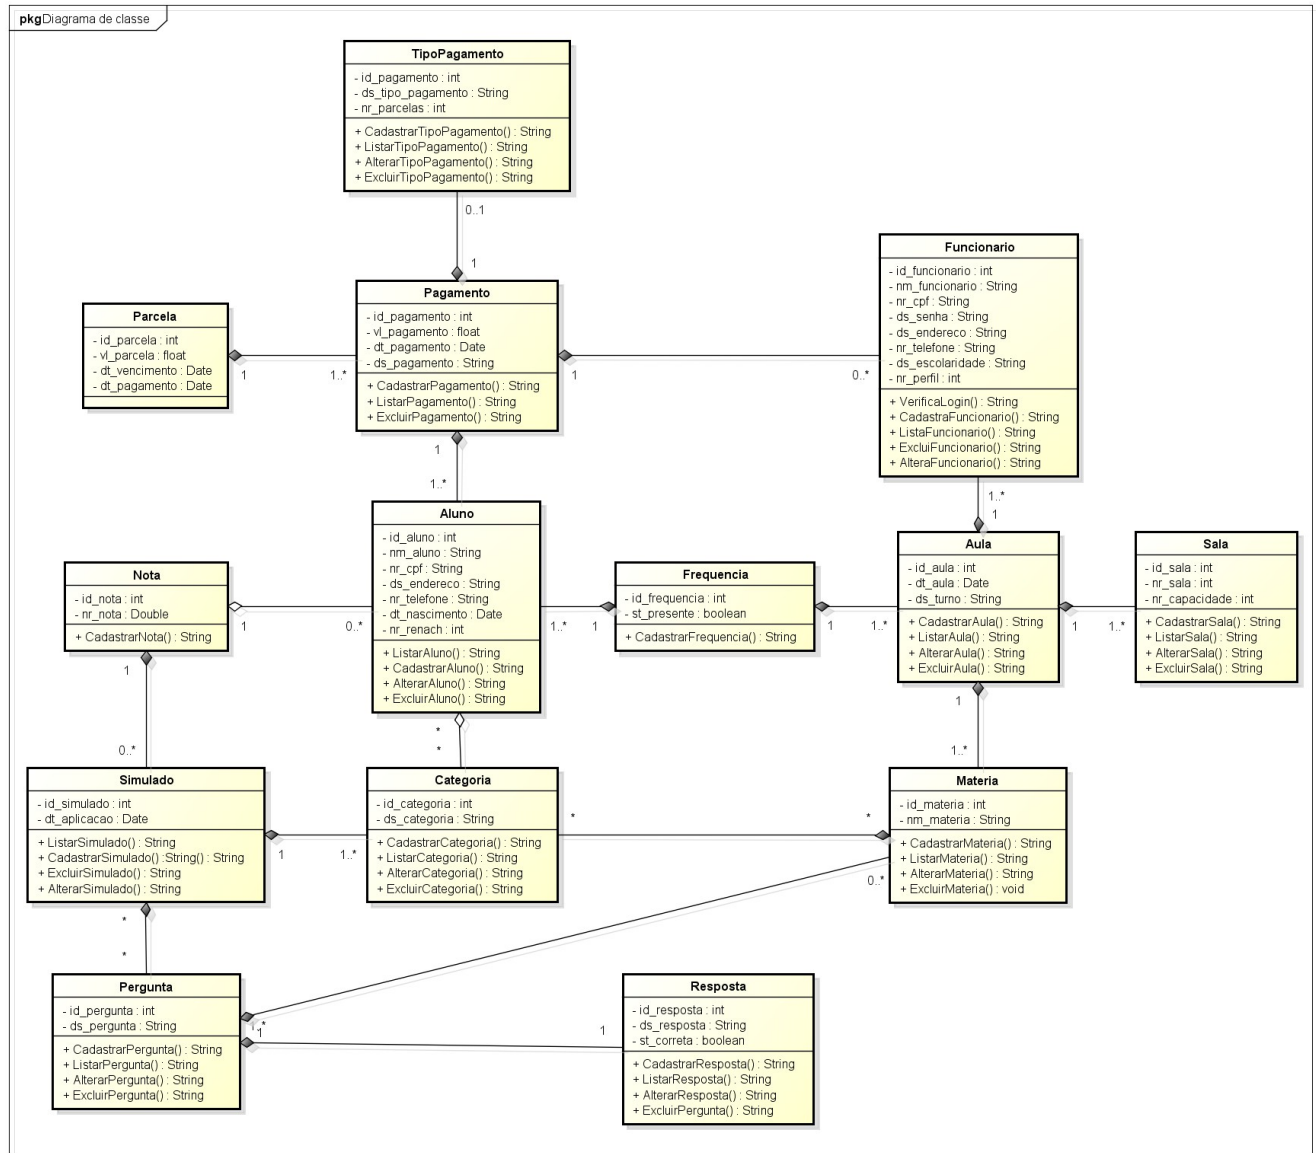 pkg Diagrama de classe
TipoPagamento
- id_pagamento : int
- ds_tipo_pagamento : String
- nr_parcelas : int
+ CadastrarTipoPagamento() : String
+ ListarTipoPagamento() : String
+ AlterarTipoPagamento() : String
+ ExcluirTipoPagamento() : String
0..1
1
Funcionario
- id_funcionario : int
- nm_funcionario : String
- nr_cpf : String
- ds_senha : String
- ds_endereco : String
- nr_telefone : String
- ds_escolaridade : String
- nr_perfil : int
+ VerificaLogin() : String
+ CadastraFuncionario() : String
+ ListaFuncionario() : String
+ ExcluiFuncionario() : String
+ AlteraFuncionario() : String
Pagamento
- id_pagamento : int
- vl_pagamento : float
- dt_pagamento : Date
- ds_pagamento : String
+ CadastrarPagamento() : String
+ ListarPagamento() : String
+ ExcluirPagamento() : String
Parcela
- id_parcela : int
- vl_parcela : float
- dt_vencimento : Date
- dt_pagamento : Date
1
1..*
1
0..*
1
1..*
1..*
1
Aluno
- id_aluno : int
- nm_aluno : String
- nr_cpf : String
- ds_endereco : String
- nr_telefone : String
- dt_nascimento : Date
- nr_renach : int
+ ListarAluno() : String
+ CadastrarAluno() : String
+ AlterarAluno() : String
+ ExcluirAluno() : String
Nota
- id_nota : int
- nr_nota : Double
+ CadastrarNota() : String
1
0..*
Frequencia
- id_frequencia : int
- st_presente : boolean
+ CadastrarFrequencia() : String
1..*
1
1
1..*
Aula
- id_aula : int
- dt_aula : Date
- ds_turno : String
+ CadastrarAula() : String
+ ListarAula() : String
+ AlterarAula() : String
+ ExcluirAula() : String
1
1..*
Sala
- id_sala : int
- nr_sala : int
- nr_capacidade : int
+ CadastrarSala() : String
+ ListarSala() : String
+ AlterarSala() : String
+ ExcluirSala() : String
1
0..*
*
*
1
1..*
Simulado
- id_simulado : int
- dt_aplicacao : Date
+ ListarSimulado() : String
+ CadastrarSimulado() :String() : String
+ ExcluirSimulado() : String
+ AlterarSimulado() : String
1
1..*
Categoria
- id_categoria : int
- ds_categoria : String
+ CadastrarCategoria() : String
+ ListarCategoria() : String
+ AlterarCategoria() : String
+ ExcluirCategoria() : String
*
*
Materia
- id_materia : int
- nm_materia : String
+ CadastrarMateria() : String
+ ListarMateria() : String
+ AlterarMateria() : String
+ ExcluirMateria() : void
0..*
*
*
Pergunta
- id_pergunta : int
- ds_pergunta : String
+ CadastrarPergunta() : String
+ ListarPergunta() : String
+ AlterarPergunta() : String
+ ExcluirPergunta() : String
1..*
1
1
Resposta
- id_resposta : int
- ds_resposta : String
- st_correta : boolean
+ CadastrarResposta() : String
+ ListarResposta() : String
+ AlterarResposta() : String
+ ExcluirPergunta() : String